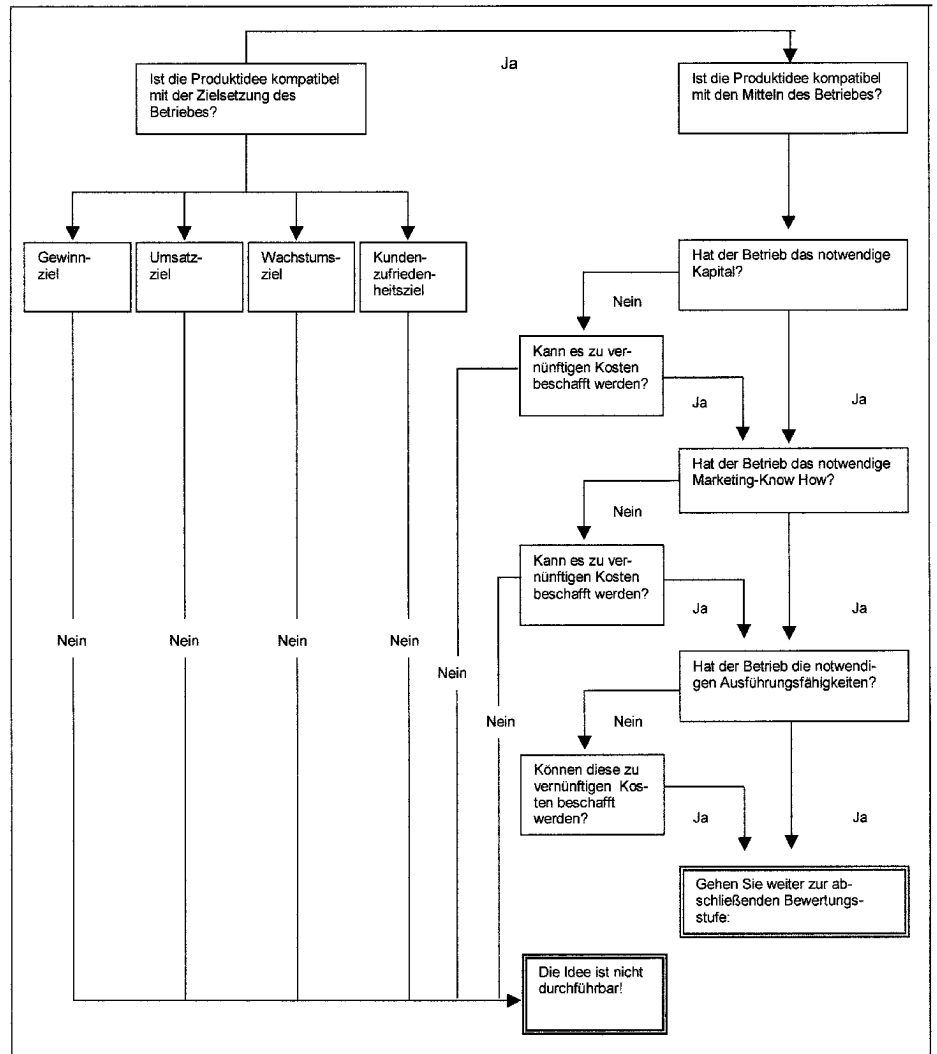 Ja
Ist die Produktidee kompatibel
mit der Zielsetzung des
Betriebes?
Ist die Produktidee kompatibel
mit den Mitteln des Betriebes?
Gewinn-
ziel
Umsatz-
ziel
Wachstums-
ziel
Kunden-
zufrieden-
heitsziel
Hat der Betrieb das notwendige
Kapital?
Nein
Kann es zu ver-
nünftigen Kosten
beschafft werden?
Ja
Ja
Hat der Betrieb das notwendige
Marketing-Know How?
Nein
Kann es zu ver-
nünftigen Kosten
beschafft werden?
Ja
Ja
Nein
Nein
Nein
Nein
Nein
Hat der Betrieb die notwendi-
gen Ausführungsfähigkeiten?
Nein
Nein
Können diese zu
vernünftigen Kos-
ten beschafft
werden?
Ja
Ja
Gehen Sie weiter zur ab-
schließenden Bewertungs-
stufe:
Die Idee ist nicht
durchführbar!